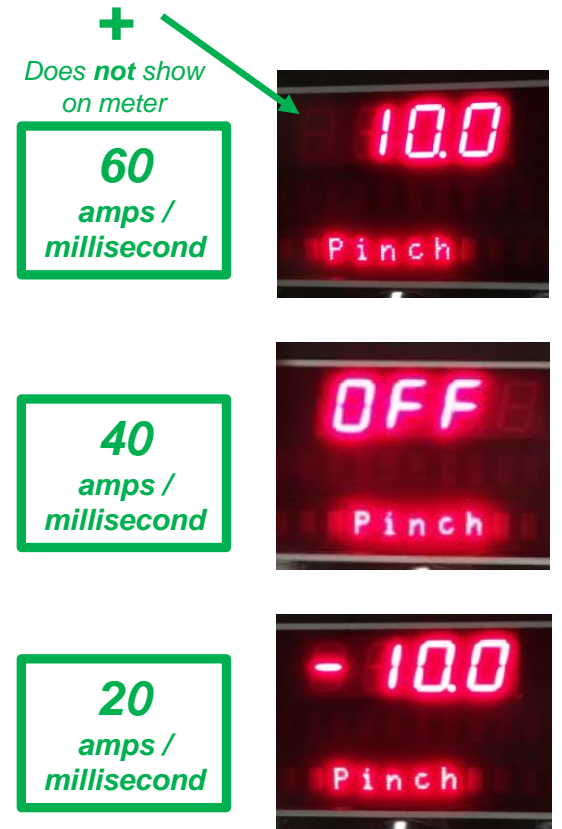 +
Does not show
on meter
60
amps /
millisecond
10.0
Pinch
40
amps /
millisecond
OFF
Pinch
20
amps /
millisecond
- 10.0
Pinch